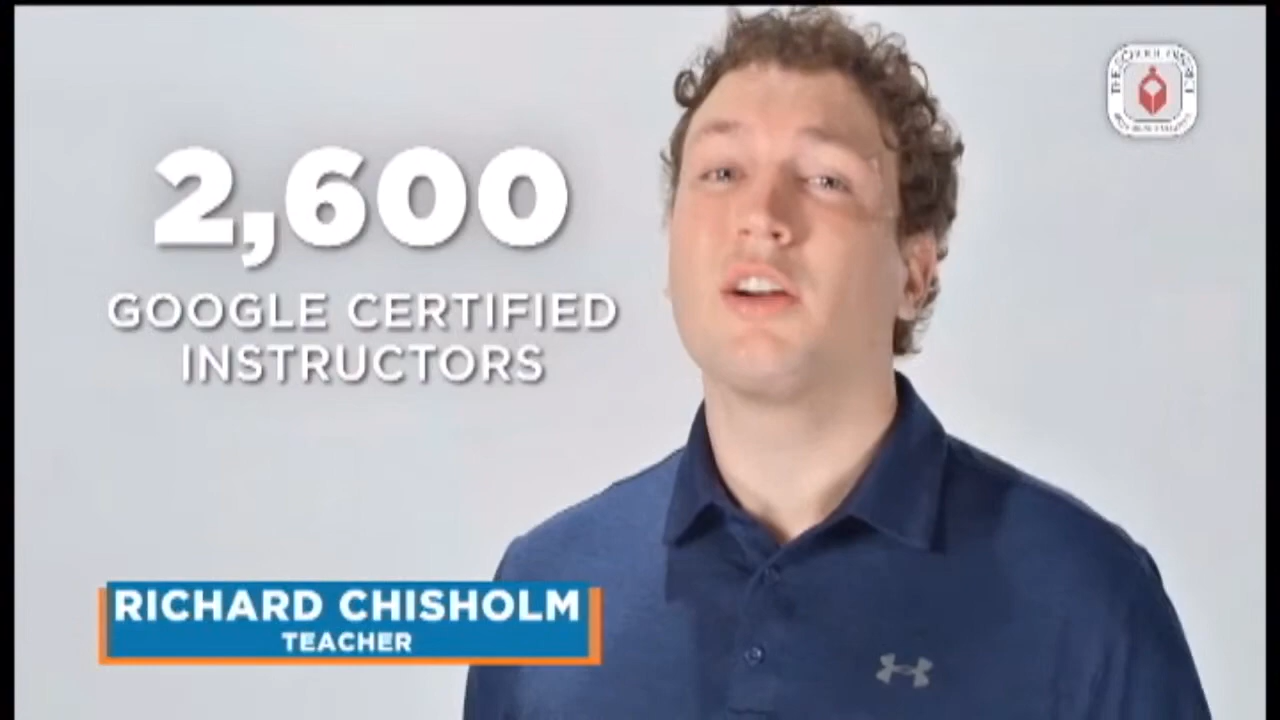 2,600
GOOGLE CERTIFIED
INSTRUCTORS
RICHARD CHISHOLM
TEACHER